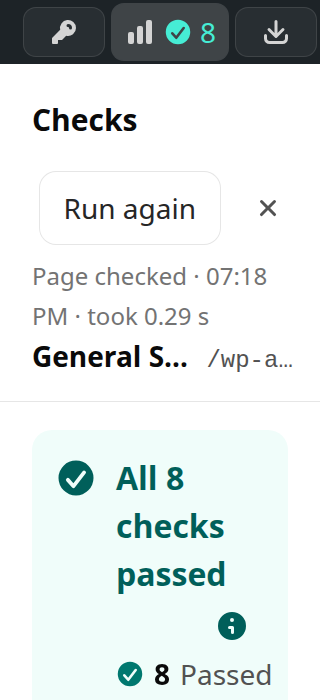 8
Checks
Run again
Page checked · 07:18
PM · took 0.29 s
General S... /wp-a...
All 8
checks
passed
8 Passed